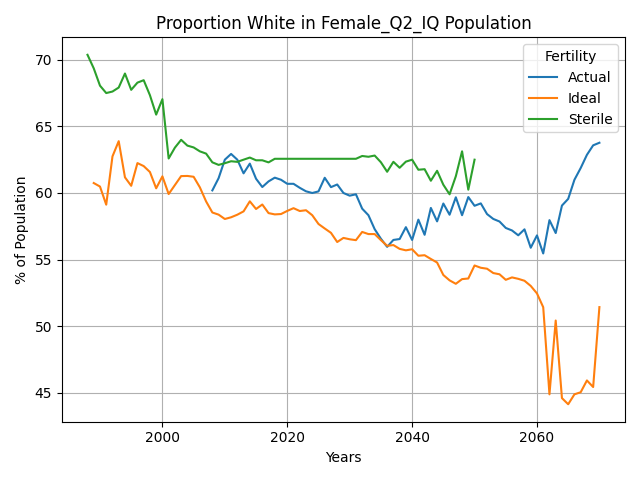 Proportion White in Female_Q2_IQ Population
Fertility
Actual
Ideal
Sterile
% of Population
70
65
60
55
50
45
2000
2020
2040
2060
Years